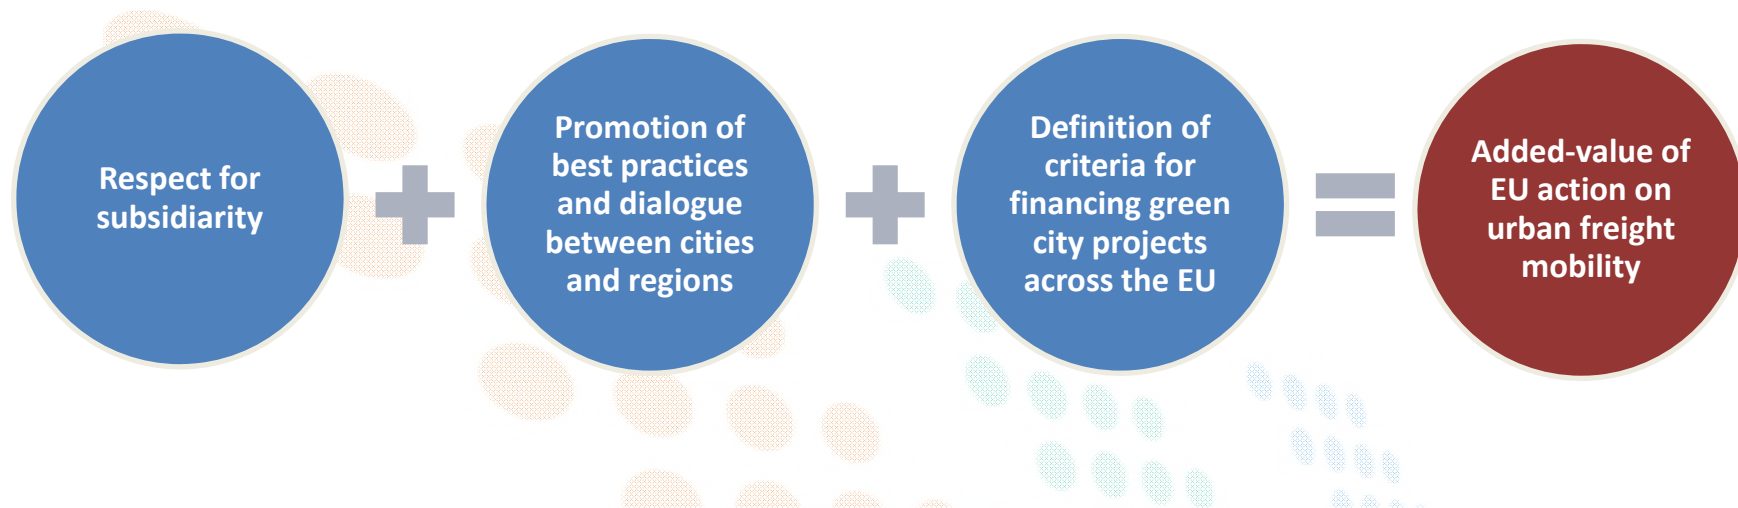 Respect for
subsidiarity
Promotion of
best practices
and dialogue
between cities
and regions
Definition of
criteria for
financing green
city projects
across the EU
Added-value of
EU action on
urban freight
mobility